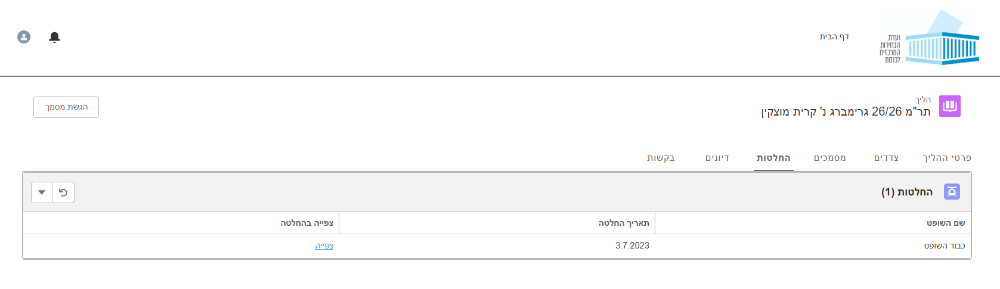 ועדת
הבחירות
המרכזית
לכנסת
דף הבית
הליך
תר"מ 26/26 גרימברג נ' קרית מוצקין
הגשת מסמך
פרטי ההליך צדדים מסמכים החלטות דיונים בקשות
החלטות (1)
שם השופט תאריך החלטה צפייה בהחלטה
כבוד השופט 3.7.2023 צפייה